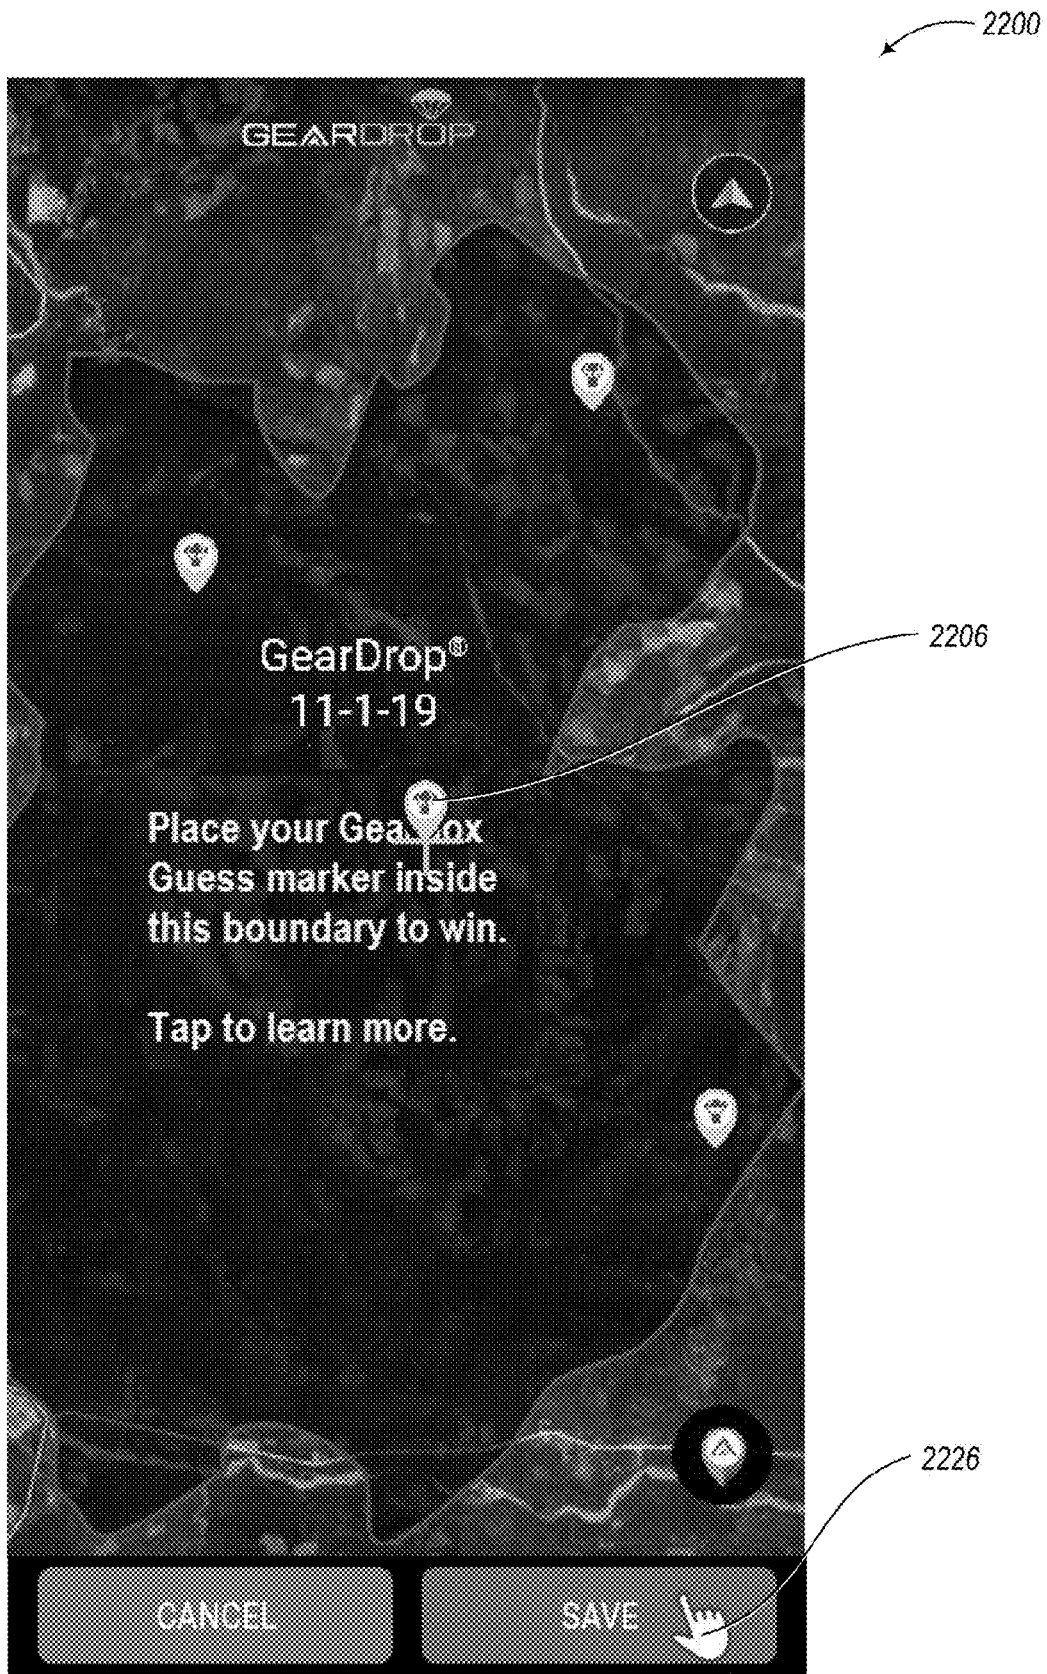 2200
GEARDROP
2206
GearDrop®
11-1-19
Place your
Guess marker inside
this boundary to win.
Tap to learn more.
2226
CANCEL
SAVE